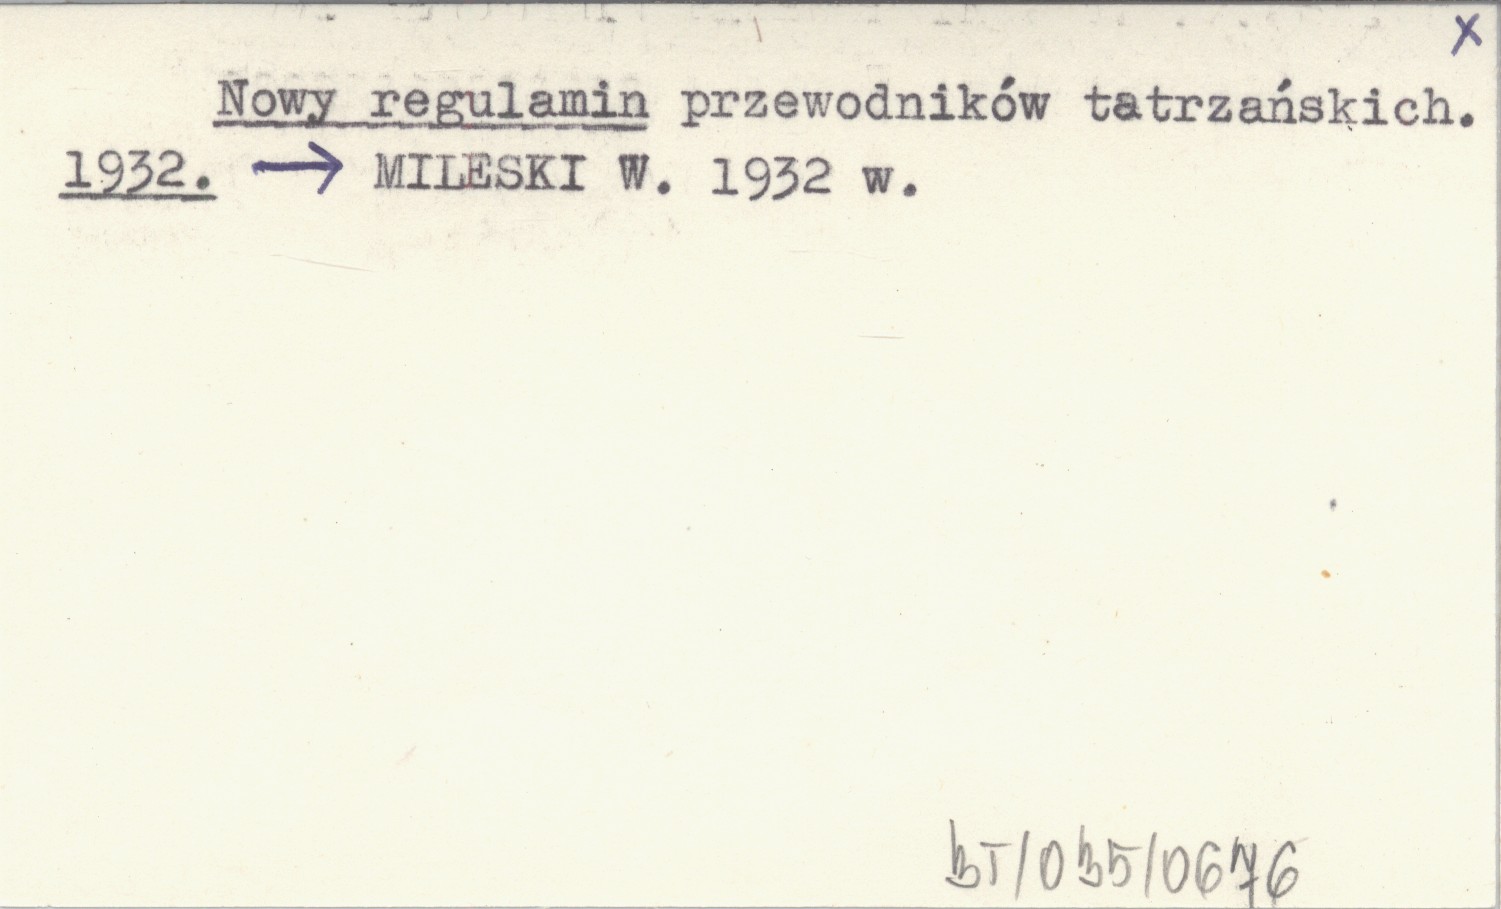 x
Nowy regulamin przewodników tatrzańskich.
1932. → MILESKI W. 1932 w.
BT/035/0676